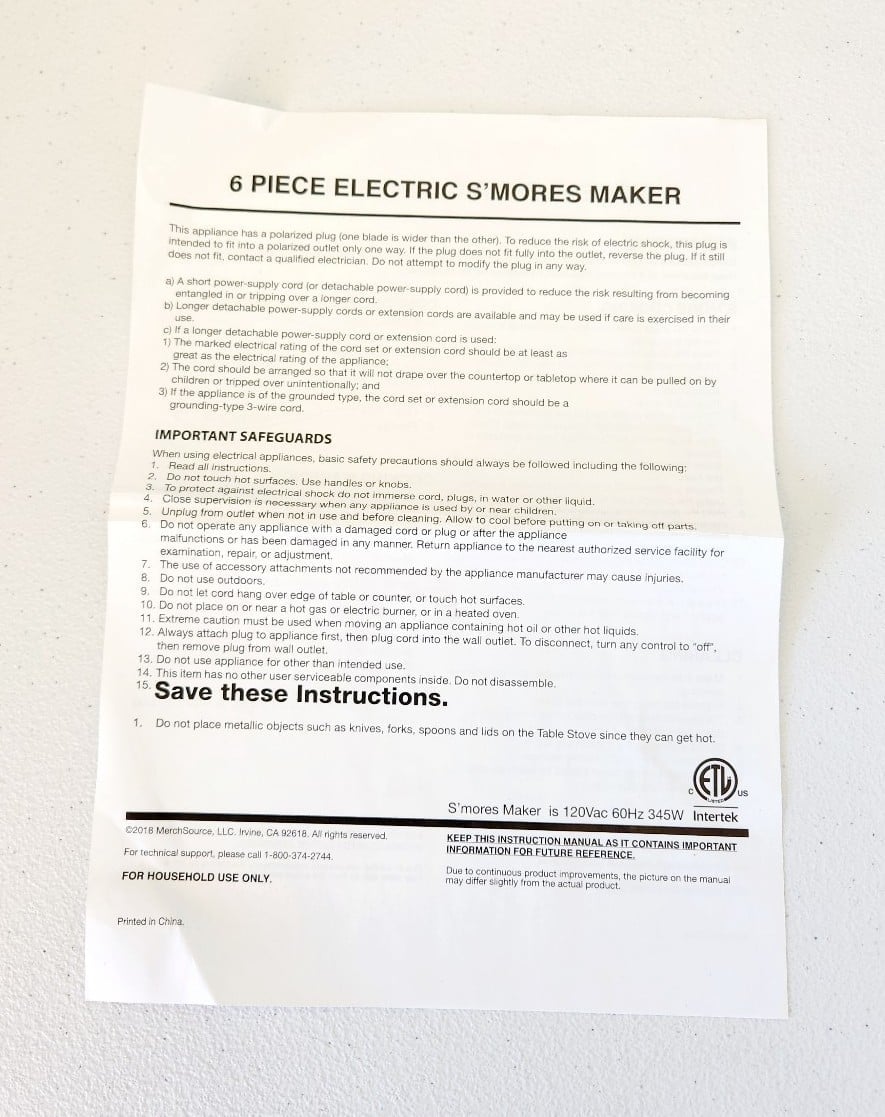 6 PIECE ELECTRIC S'MORES MAKER
This appliance has a polarized plug (one blade is wider than the other). To reduce the risk of electric shock, this plug is
intended to fit into a polarized outlet only one way. If the plug does not fit fully into the outlet, reverse the plug. If it still
does not fit, contact a qualified electrician. Do not attempt to modify the plug in any way.
a) A short power-supply cord (or detachable power-supply cord) is provided to reduce the risk resulting from becoming
entangled in or tripping over a longer cord.
b) Longer detachable power-supply cords or extension cords are available and may be used if care is exercised in their
use.
c) If a longer detachable power-supply cord or extension cord is used:
1) The marked electrical rating of the cord set or extension cord should be at least as
great as the electrical rating of the appliance;
2) The cord should be arranged so that it will not drape over the countertop or tabletop where it can be pulled on by
children or tripped over unintentionally; and
3) If the appliance is of the grounded type, the cord set or extension cord should be a
grounding-type 3-wire cord.
IMPORTANT SAFEGUARDS
When using electrical appliances, basic safety precautions should always be followed including the following:
1. Read all instructions.
2. Do not touch hot surfaces. Use handles or knobs.
3. To protect against electrical shock do not immerse cord, plugs, in water or other liquid.
4. Close supervision is necessary when any appliance is used by or near children.
5. Unplug from outlet when not in use and before cleaning. Allow to cool before putting on or taking off parts.
6. Do not operate any appliance with a damaged cord or plug or after the appliance
malfunctions or has been damaged in any manner. Return appliance to the nearest authorized service facility for
examination, repair, or adjustment.
7. The use of accessory attachments not recommended by the appliance manufacturer may cause injuries.
8. Do not use outdoors.
9. Do not let cord hang over edge of table or counter, or touch hot surfaces.
10. Do not place on or near a hot gas or electric burner, or in a heated oven.
11. Extreme caution must be used when moving an appliance containing hot oil or other hot liquids.
12. Always attach plug to appliance first, then plug cord into the wall outlet. To disconnect, turn any control to "off",
then remove plug from wall outlet.
13. Do not use appliance for other than intended use.
14. This item has no other user serviceable components inside. Do not disassemble.
15. Save these Instructions.
1. Do not place metallic objects such as knives, forks, spoons and lids on the Table Stove since they can get hot.
C ETL US
LISTED
S'mores Maker is 120Vac 60Hz 345W Intertek
©2018 MerchSource, LLC. Irvine, CA 92618. All rights reserved.
For technical support, please call 1-800-374-2744.
FOR HOUSEHOLD USE ONLY.
KEEP THIS INSTRUCTION MANUAL AS IT CONTAINS IMPORTANT
INFORMATION FOR FUTURE REFERENCE.
Due to continuous product improvements, the picture on the manual
may differ slightly from the actual product.
Printed in China.